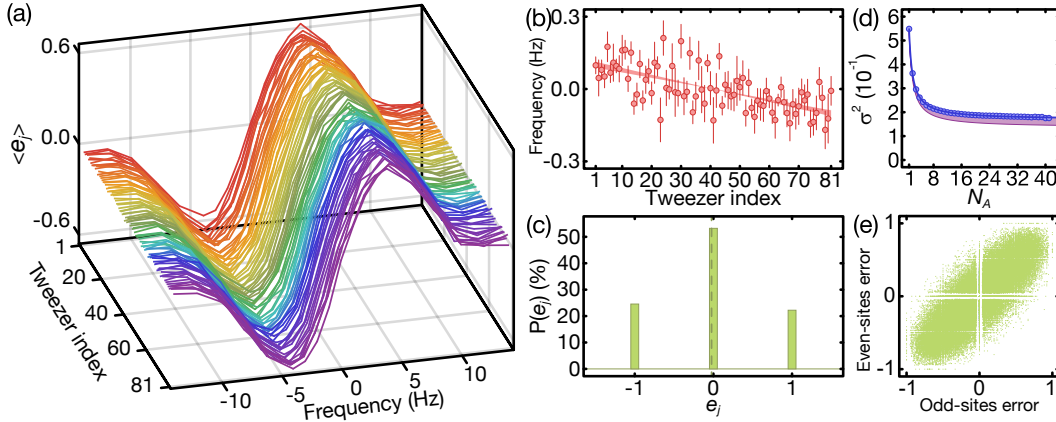 (a)
0.6
0.0
-0.6
<e_j>
1
20
40
60
81
Tweezer index
-10
-5
0
5
10
Frequency (Hz)
(b)
0.3
0.0
-0.3
Frequency (Hz)
1 10 20 30 40 50 60 70 81
Tweezer index
(c)
50
40
30
20
10
0
P(e_j) (%)
-1 0 1
e_j
(d)
6
5
4
3
2
1
0
σ² (10⁻¹)
1 8 16 24 32 40
N_A
(e)
1
0
-1
Even-sites error
-1 0 1
Odd-sites error